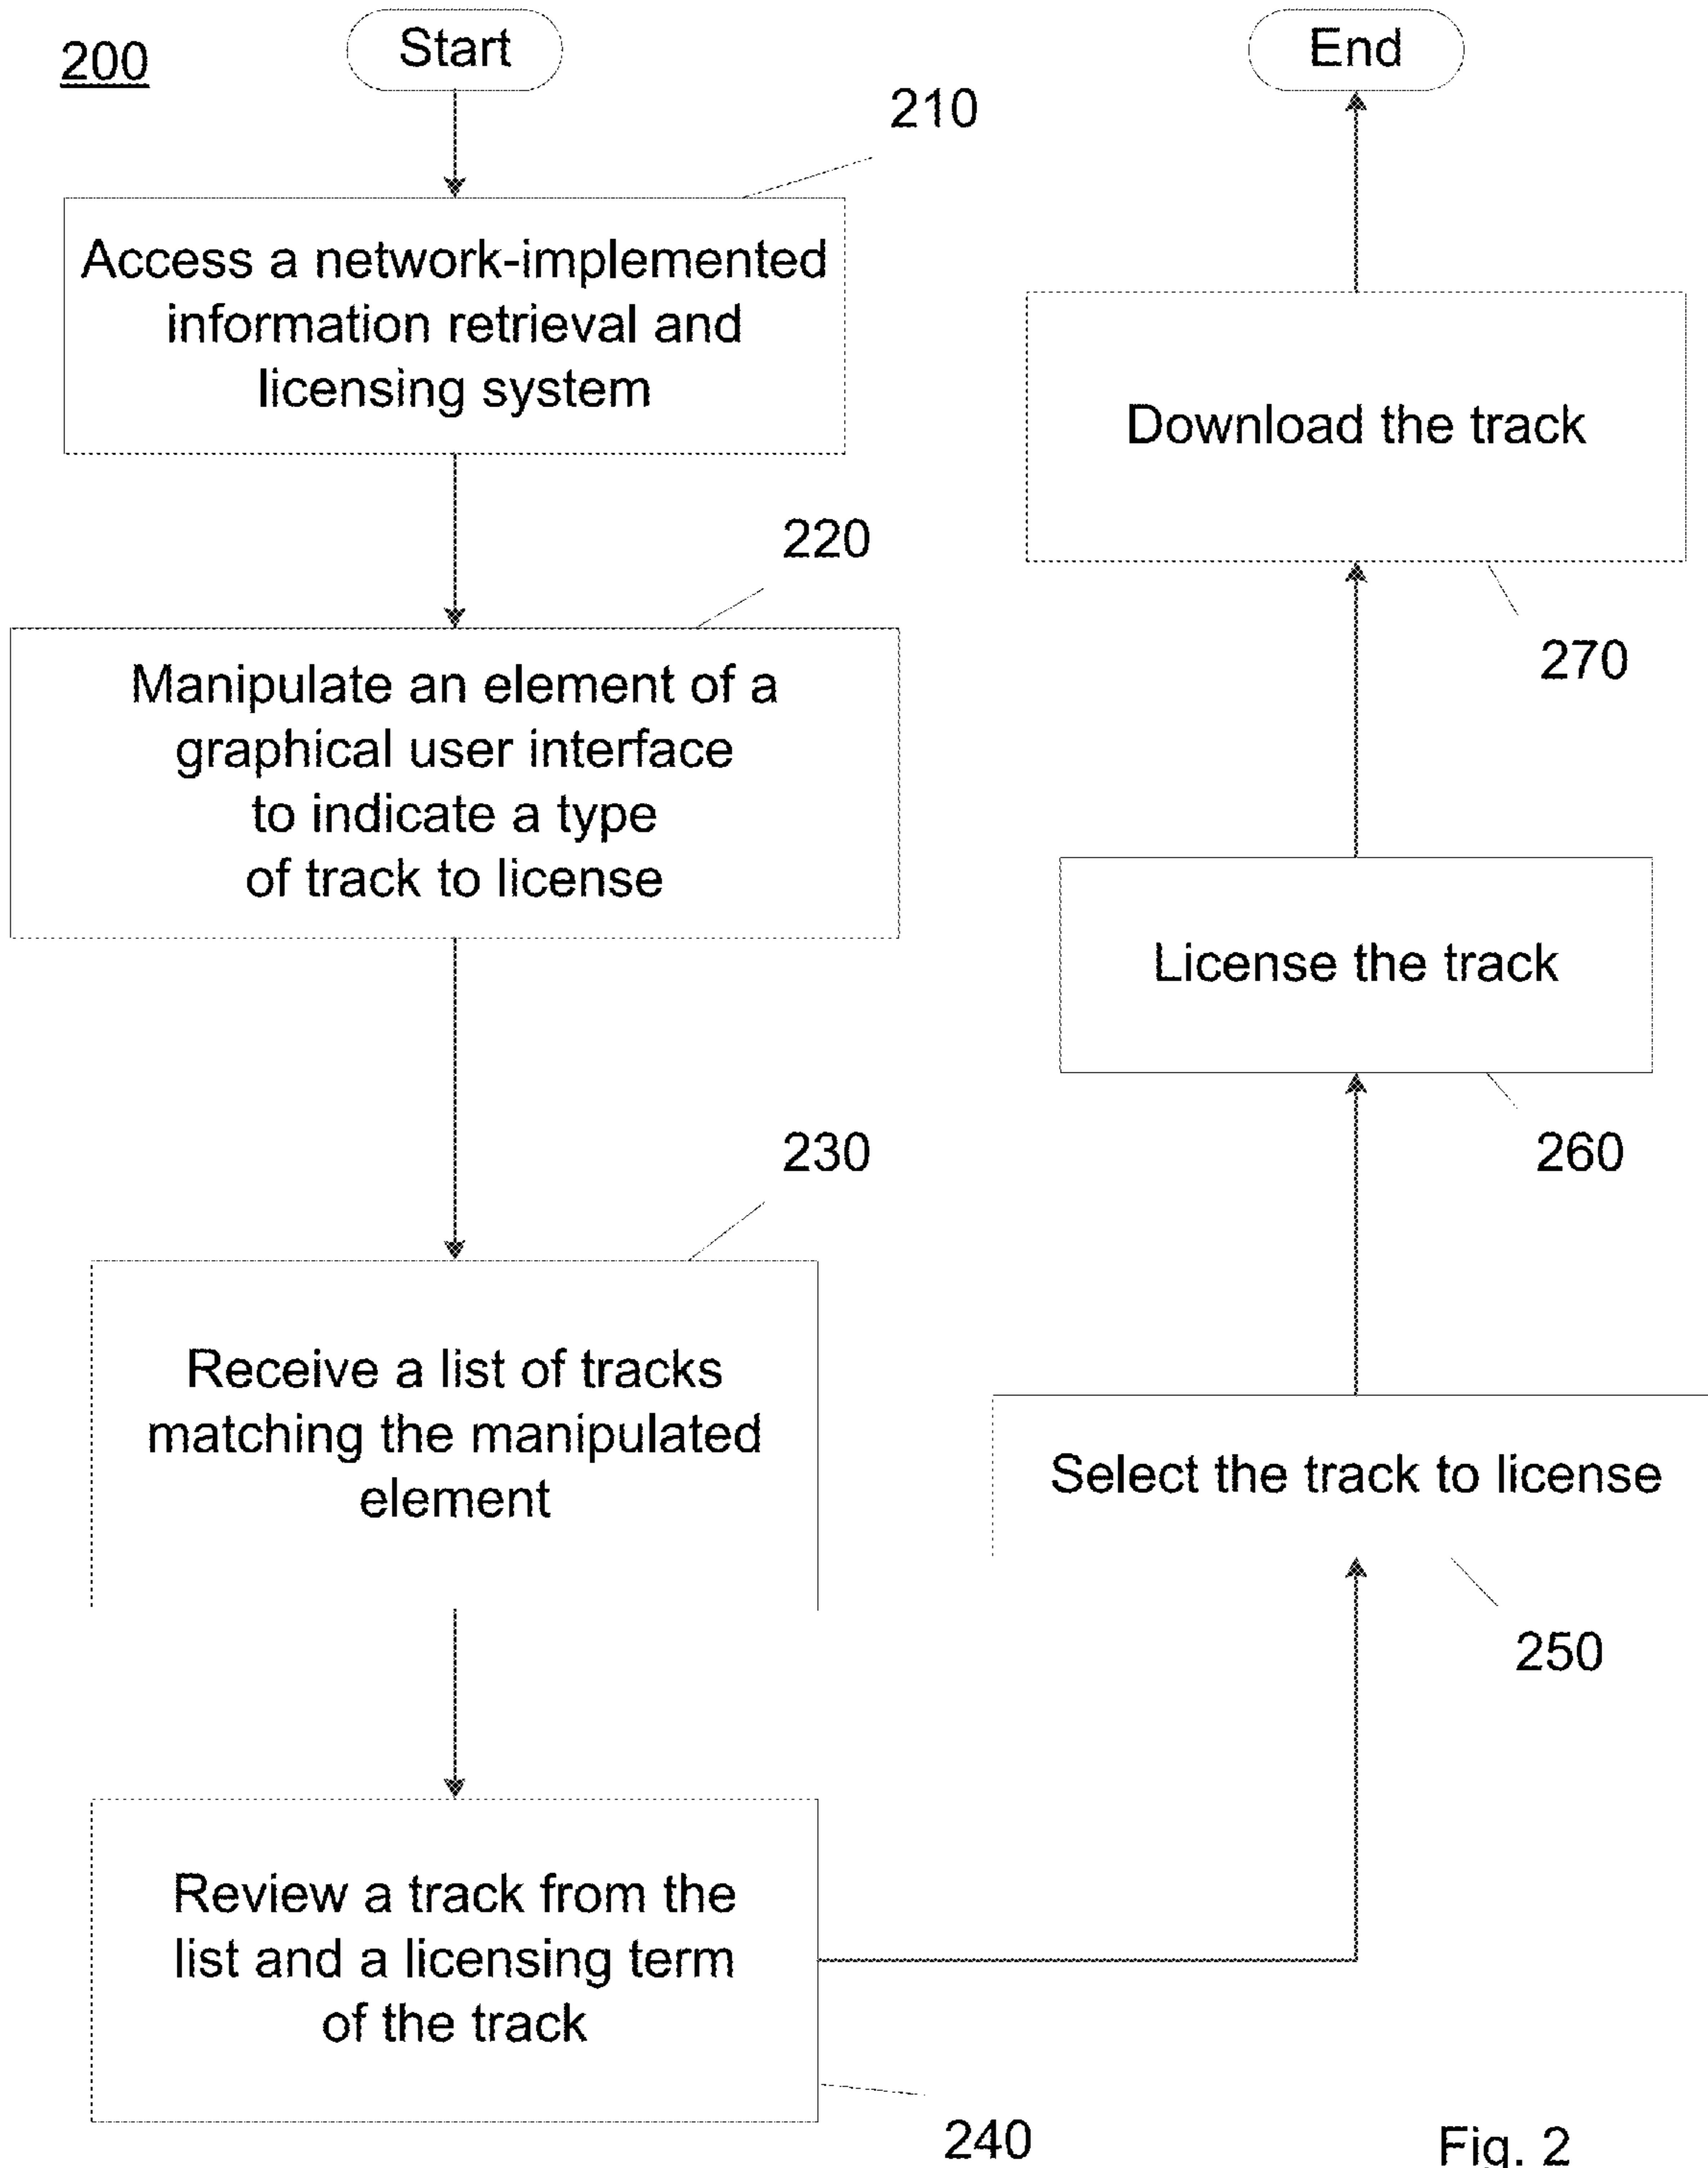 200
Start
210
Access a network-implemented
information retrieval and
licensing system
220
Manipulate an element of a
graphical user interface
to indicate a type
of track to license
230
Receive a list of tracks
matching the manipulated
element
Review a track from the
list and a licensing term
of the track
240
Select the track to license
250
License the track
260
Download the track
270
End
Fig. 2